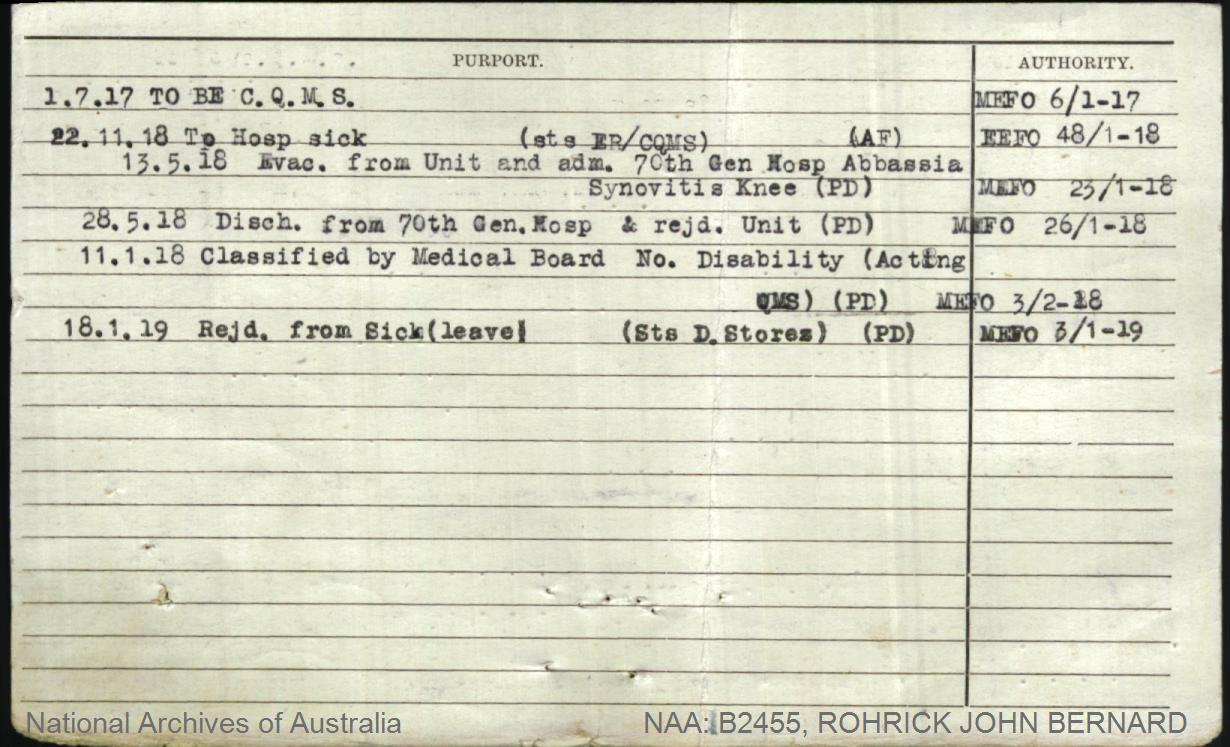 PURPORT. AUTHORITY.
1.7.17 TO BE C.Q.M.S. MEFO 6/1-17
22.11.18 To Hosp sick (sts ER/CQMS) (AF) EEFO 48/1-18
13.5.18 Evac. from Unit and adm. 70th Gen Hosp Abbassia
Synovitis Knee (PD) MEFO 23/1-18
28.5.18 Disch. from 70th Gen.Hosp & rejd. Unit (PD) MEFO 26/1-18
11.1.18 Classified by Medical Board No. Disability (Acting
QMS) (PD) MEFO 3/2-18
18.1.19 Rejd. from Sick(leave) (Sts D.Stores) (PD) MEFO 3/1-19
National Archives of Australia NAA: B2455, ROHRICK JOHN BERNARD